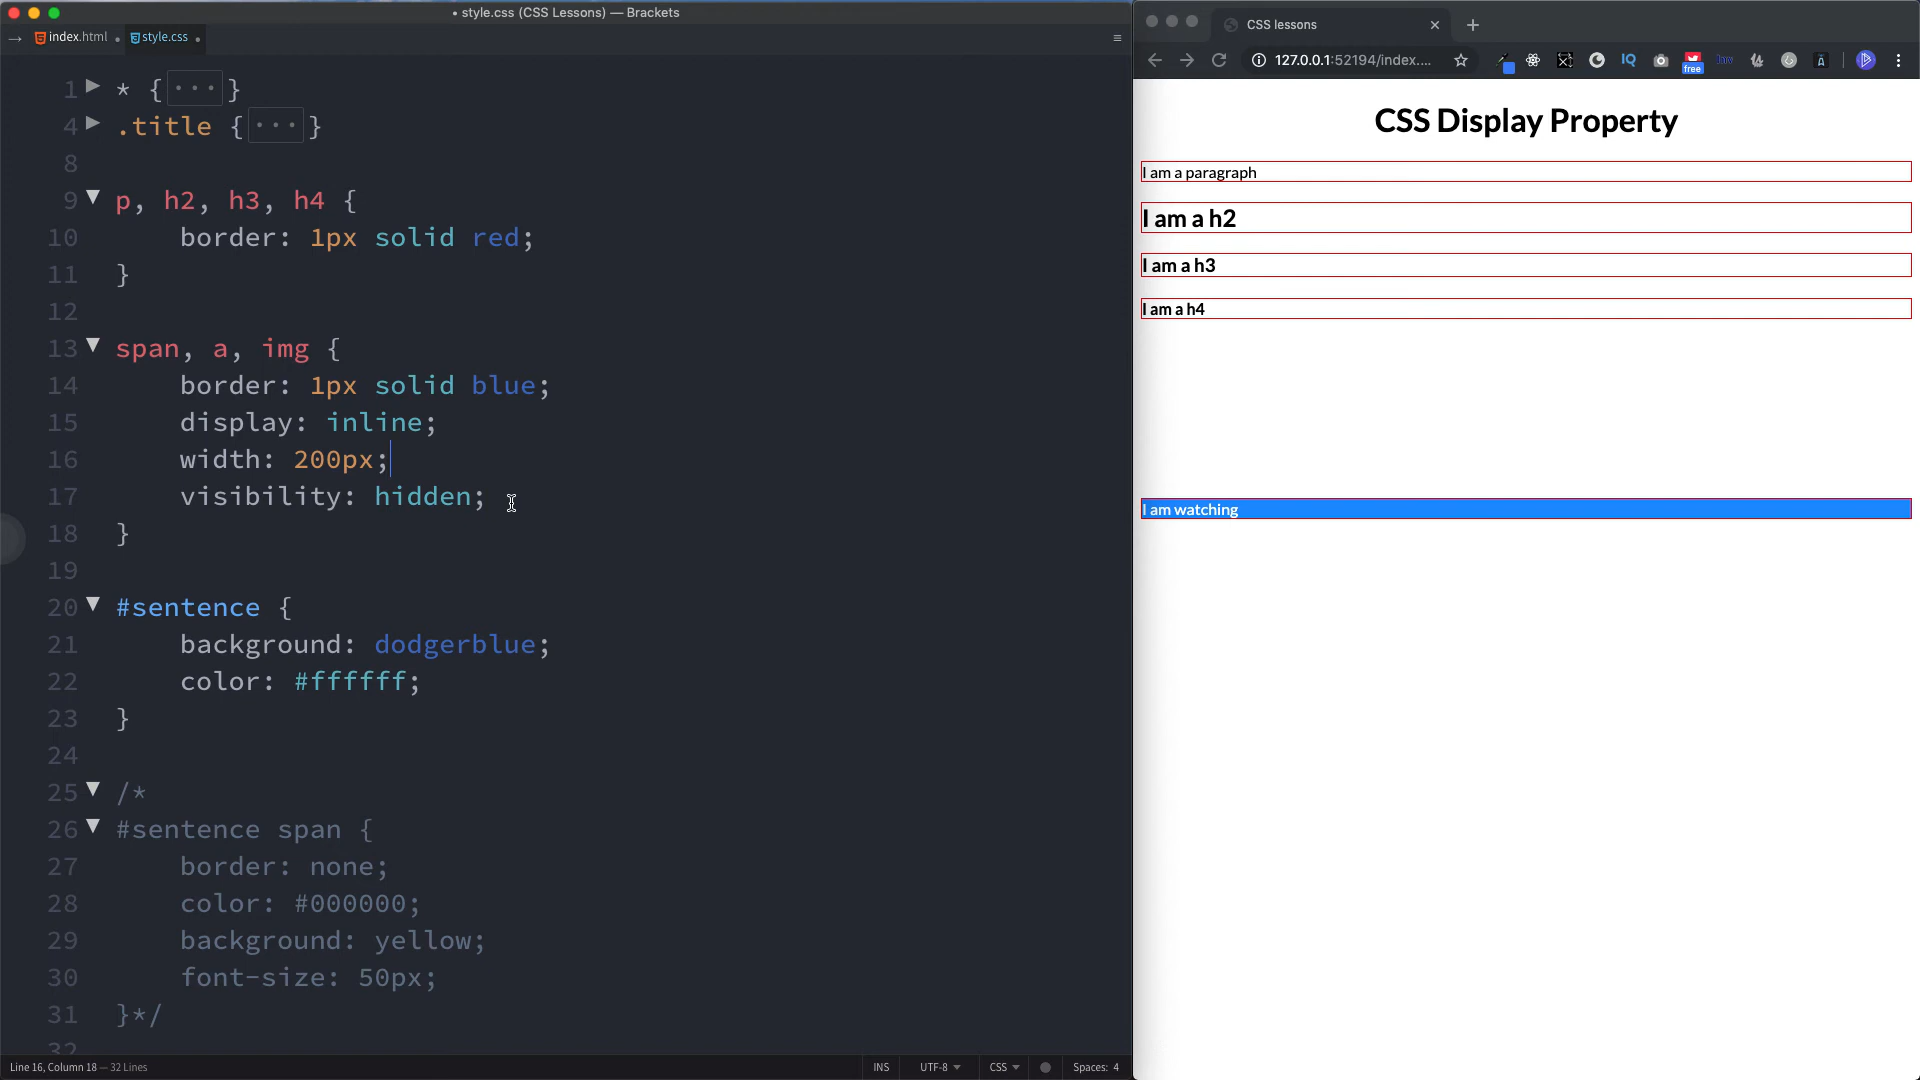 • style.css (CSS Lessons) — Brackets
index.html •
style.css •
1 * {...}
4 .title {...}
8
9 p, h2, h3, h4 {
10 border: 1px solid red;
11 }
12
13 span, a, img {
14 border: 1px solid blue;
15 display: inline;
16 width: 200px;
17 visibility: hidden;
18 }
19
20 #sentence {
21 background: dodgerblue;
22 color: #ffffff;
23 }
24
25 /*
26 #sentence span {
27 border: none;
28 color: #000000;
29 background: yellow;
30 font-size: 50px;
31 }*/
32
Line 16, Column 18 — 32 Lines
INS
UTF-8
CSS
Spaces: 4
CSS lessons
127.0.0.1:52194/index....
IQ
free
CSS Display Property
I am a paragraph
I am a h2
I am a h3
I am a h4
I am watching